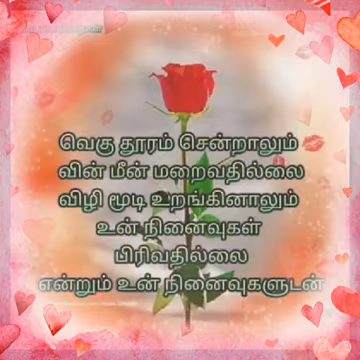 வெகு தூரம் சென்றாலும்
வின் மீன் மறைவதில்லை
விழி மூடி உறங்கினாலும்
உன் நினைவுகள்
பிரிவதில்லை
என்றும் உன் நினைவுகளுடன்